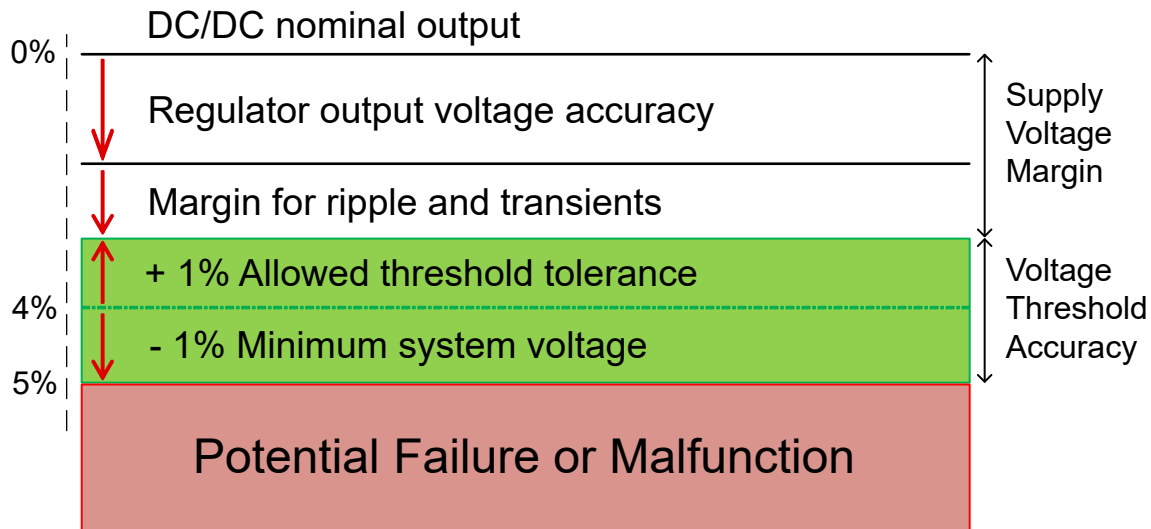 DC/DC nominal output
0%
Regulator output voltage accuracy
Supply
Voltage
Margin
Margin for ripple and transients
+ 1% Allowed threshold tolerance
4%
- 1% Minimum system voltage
Voltage
Threshold
Accuracy
5%
Potential Failure or Malfunction